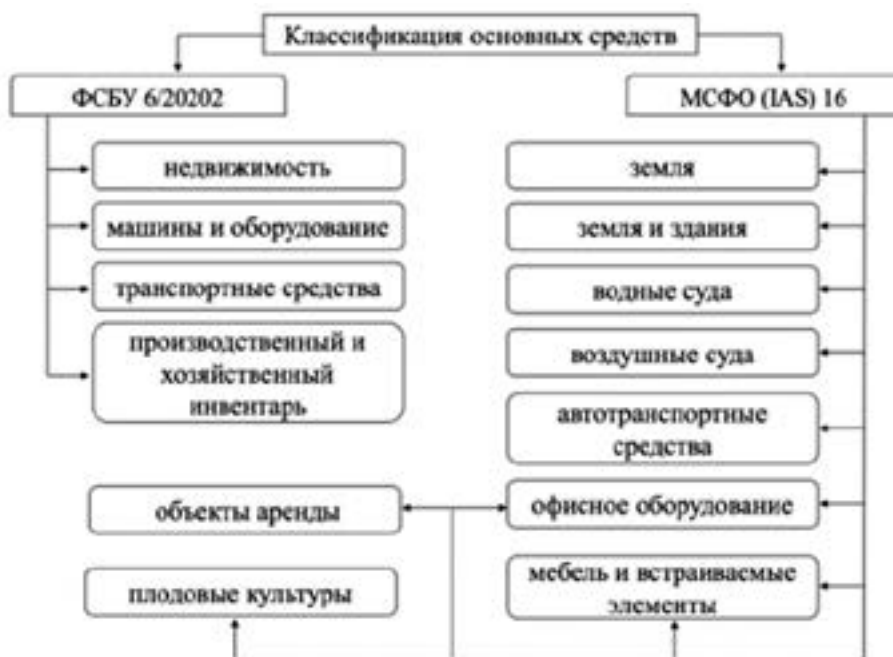 Классификация основных средств
ФСБУ 6/20202
МСФО (IAS) 16
недвижимость
машины и оборудование
транспортные средства
производственный и
хозяйственный
инвентарь
земля
земля и здания
водные суда
воздушные суда
автотранспортные
средства
объекты аренды
офисное оборудование
плодовые культуры
мебель и встраиваемые
элементы